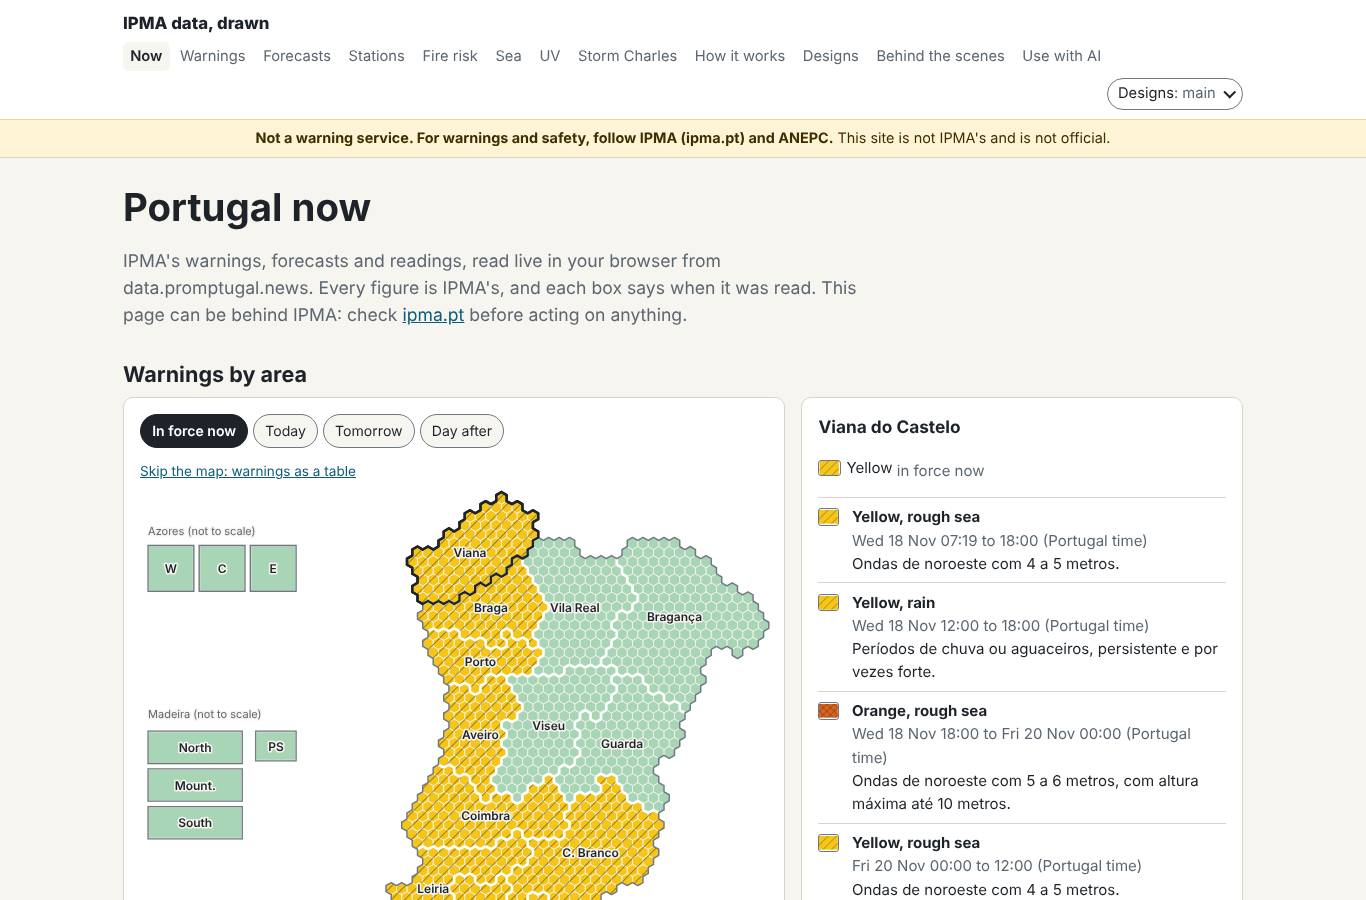 IPMA data, drawn
Now Warnings Forecasts Stations Fire risk Sea UV Storm Charles How it works Designs Behind the scenes Use with AI
Designs: main
Not a warning service. For warnings and safety, follow IPMA (ipma.pt) and ANEPC. This site is not IPMA's and is not official.
Portugal now
IPMA's warnings, forecasts and readings, read live in your browser from
data.promptugal.news. Every figure is IPMA's, and each box says when it was read. This
page can be behind IPMA: check ipma.pt before acting on anything.
Warnings by area
In force now Today Tomorrow Day after
Skip the map: warnings as a table
Azores (not to scale)
W C E
Madeira (not to scale)
North PS
Mount.
South
Viana
Braga Vila Real Bragança
Porto
Viseu
Aveiro Guarda
Coimbra
C. Branco
Leiria
Viana do Castelo
Yellow in force now
Yellow, rough sea
Wed 18 Nov 07:19 to 18:00 (Portugal time)
Ondas de noroeste com 4 a 5 metros.
Yellow, rain
Wed 18 Nov 12:00 to 18:00 (Portugal time)
Períodos de chuva ou aguaceiros, persistente e por
vezes forte.
Orange, rough sea
Wed 18 Nov 18:00 to Fri 20 Nov 00:00 (Portugal
time)
Ondas de noroeste com 5 a 6 metros, com altura
máxima até 10 metros.
Yellow, rough sea
Fri 20 Nov 00:00 to 12:00 (Portugal time)
Ondas de noroeste com 4 a 5 metros.